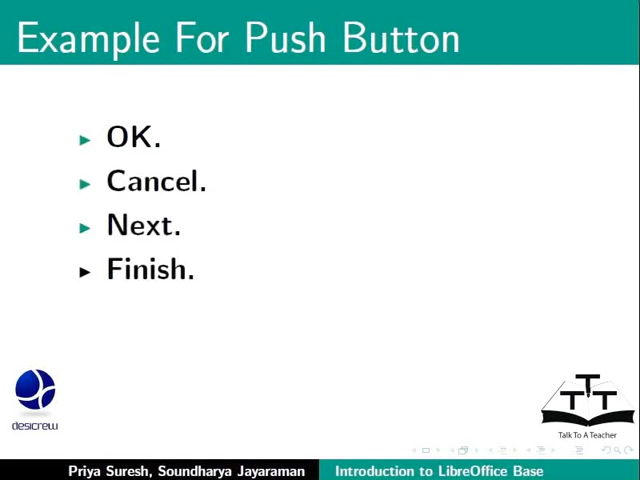 Example For Push Button
OK.
Cancel.
Next.
Finish.
desicrew
TTT
Talk To A Teacher
Priya Suresh, Soundharya Jayaraman
Introduction to LibreOffice Base